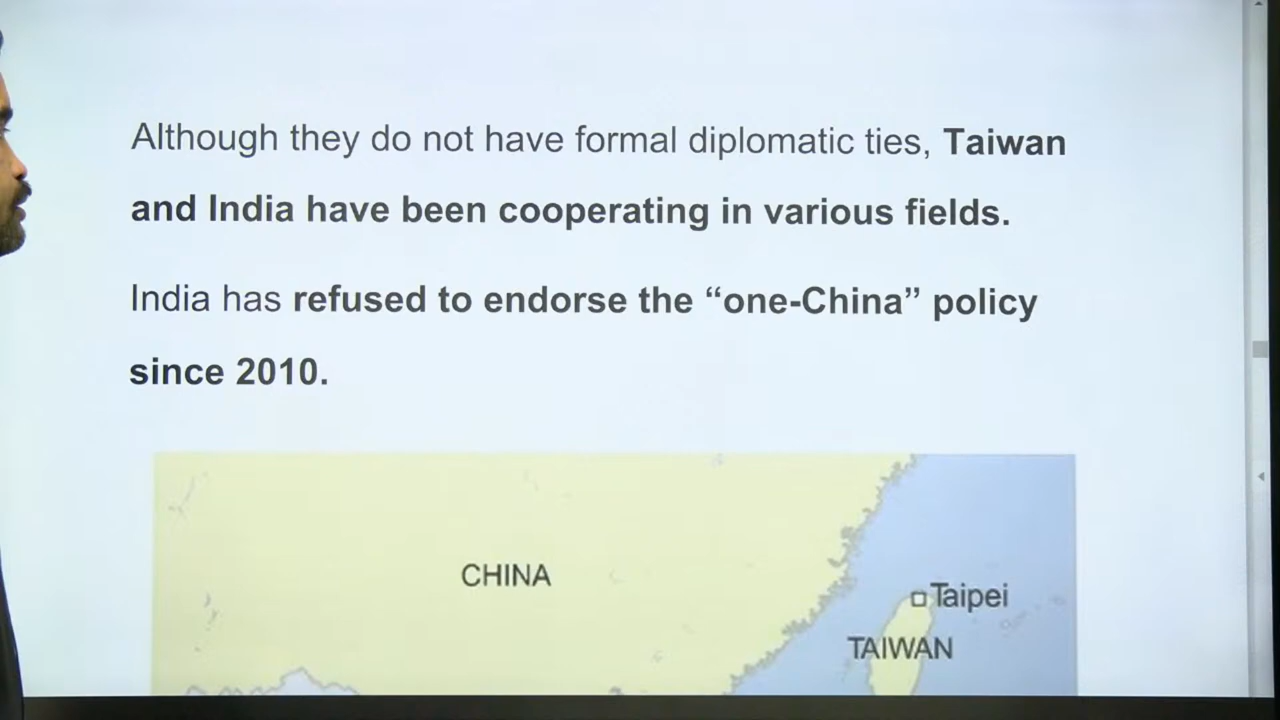 Although they do not have formal diplomatic ties, Taiwan
and India have been cooperating in various fields.
India has refused to endorse the “one-China” policy
since 2010.
CHINA
Taipei
TAIWAN